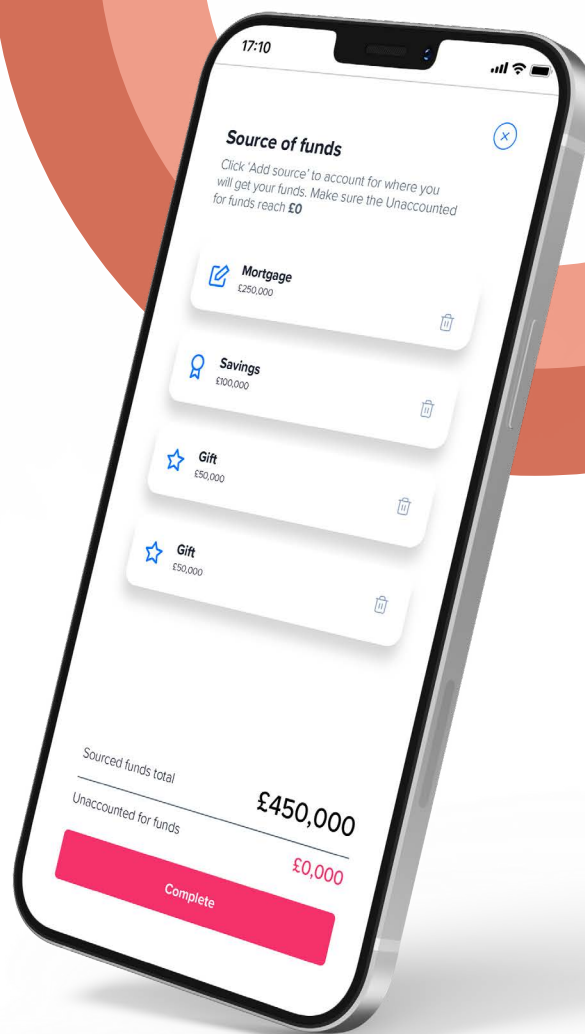 17:10
Source of funds
Click 'Add source' to account for where you
will get your funds. Make sure the Unaccounted
for funds reach £0
Mortgage
£250,000
Savings
£100,000
Gift
£50,000
Gift
£50,000
Sourced funds total
£450,000
Unaccounted for funds
£0,000
Complete